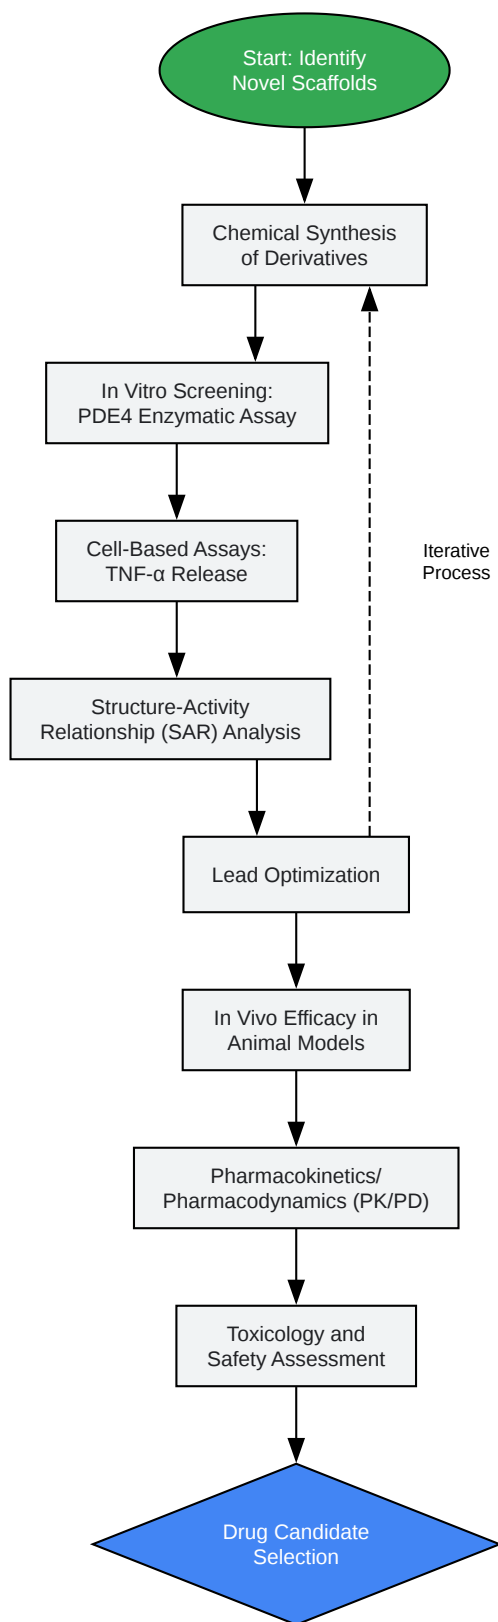 Start: Identify
Novel Scaffolds
Chemical Synthesis
of Derivatives
In Vitro Screening:
PDE4 Enzymatic Assay
Cell-Based Assays:
TNF-α Release
Iterative
Process
Structure-Activity
Relationship (SAR) Analysis
Lead Optimization
In Vivo Efficacy in
Animal Models
Pharmacokinetics/
Pharmacodynamics (PK/PD)
Toxicology and
Safety Assessment
Drug Candidate
Selection